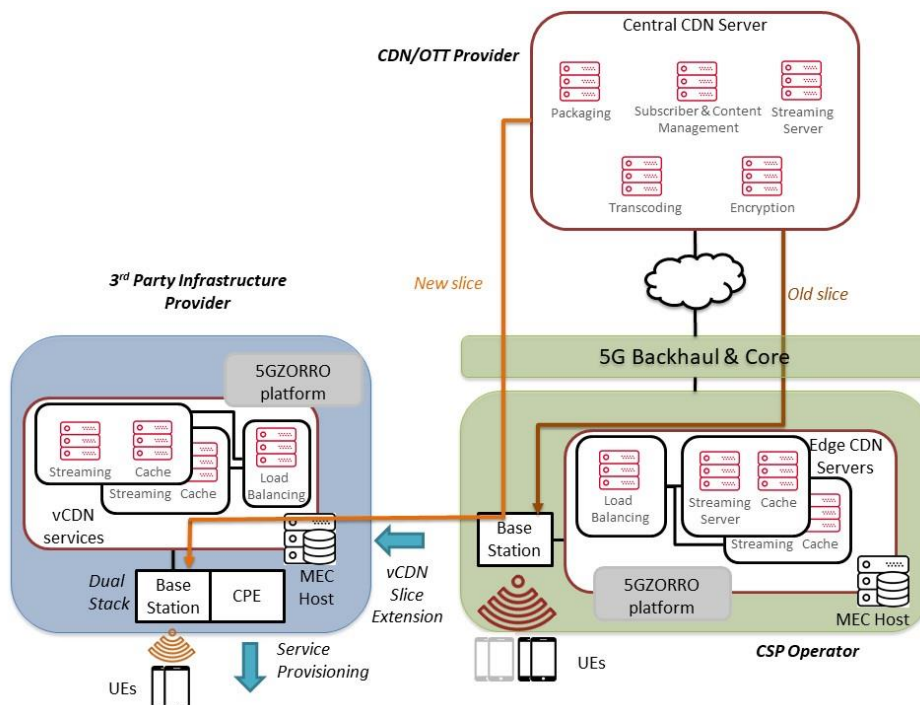 Central CDN Server
CDN/OTT Provider
Packaging
Subscriber & Content
Management
Streaming
Server
Transcoding
Encryption
3rd Party Infrastructure
Provider
New slice
Old slice
5G Backhaul & Core
5GZORRO
platform
Streaming
Cache
Streaming
Cache
Load
Balancing
vCDN
services
MEC
Host
Dual
Stack
Base
Station
CPE
UEs
Service
Provisioning
vCDN
Slice
Extension
Base
Station
Load
Balancing
Streaming
Server
Cache
Streaming
Cache
Edge CDN
Servers
5GZORRO
platform
MEC Host
UEs
CSP Operator